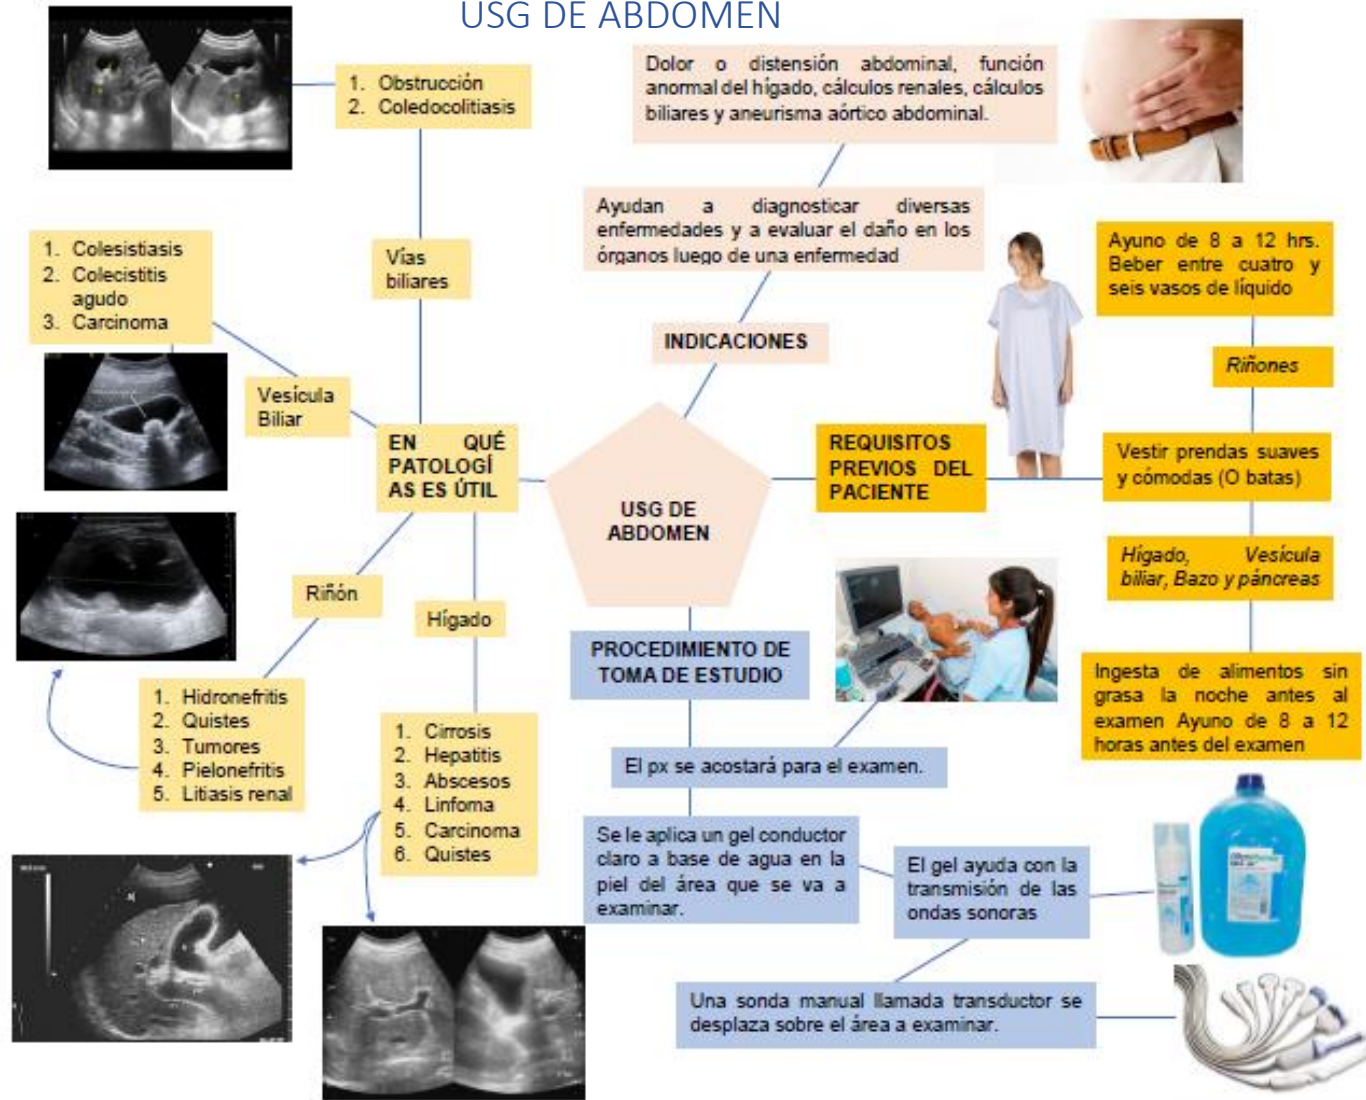 USG DE ABDOMEN
1. Obstrucción
2. Coledocolitiasis
Dolor o distensión abdominal, función
anormal del hígado, cálculos renales, cálculos
biliares y aneurisma aórtico abdominal.
Ayudan a diagnosticar diversas
enfermedades y a evaluar el daño en los
órganos luego de una enfermedad
INDICACIONES
Vías
biliares
1. Colesistiasis
2. Colecistitis
agudo
3. Carcinoma
Vesícula
Biliar
EN QUÉ
PATOLOGÍ
AS ES ÚTIL
USG DE
ABDOMEN
REQUISITOS
PREVIOS DEL
PACIENTE
Ayuno de 8 a 12 hrs.
Beber entre cuatro y
seis vasos de líquido
Riñones
Vestir prendas suaves
y cómodas (O batas)
Hígado, Vesícula
biliar, Bazo y páncreas
Ingesta de alimentos sin
grasa la noche antes al
examen Ayuno de 8 a 12
horas antes del examen
Riñón
Hígado
1. Hidronefritis
2. Quistes
3. Tumores
4. Pielonefritis
5. Litiasis renal
1. Cirrosis
2. Hepatitis
3. Abscesos
4. Linfoma
5. Carcinoma
6. Quistes
PROCEDIMIENTO DE
TOMA DE ESTUDIO
El px se acostará para el examen.
Se le aplica un gel conductor
claro a base de agua en la
piel del área que se va a
examinar.
El gel ayuda con la
transmisión de las
ondas sonoras
Una sonda manual llamada transductor se
desplaza sobre el área a examinar.